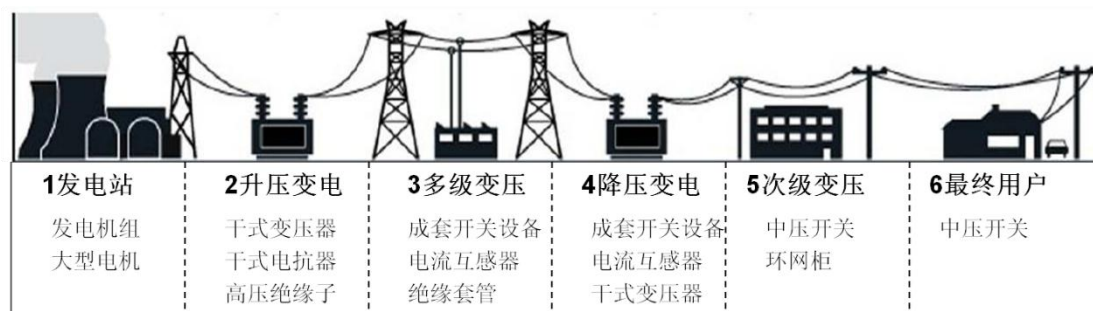 1发电站
发电机组
大型电机
2升压变电
干式变压器
干式电抗器
高压绝缘子
3多级变压
成套开关设备
电流互感器
绝缘套管
4降压变电
成套开关设备
电流互感器
干式变压器
5次级变压
中压开关
环网柜
6最终用户
中压开关